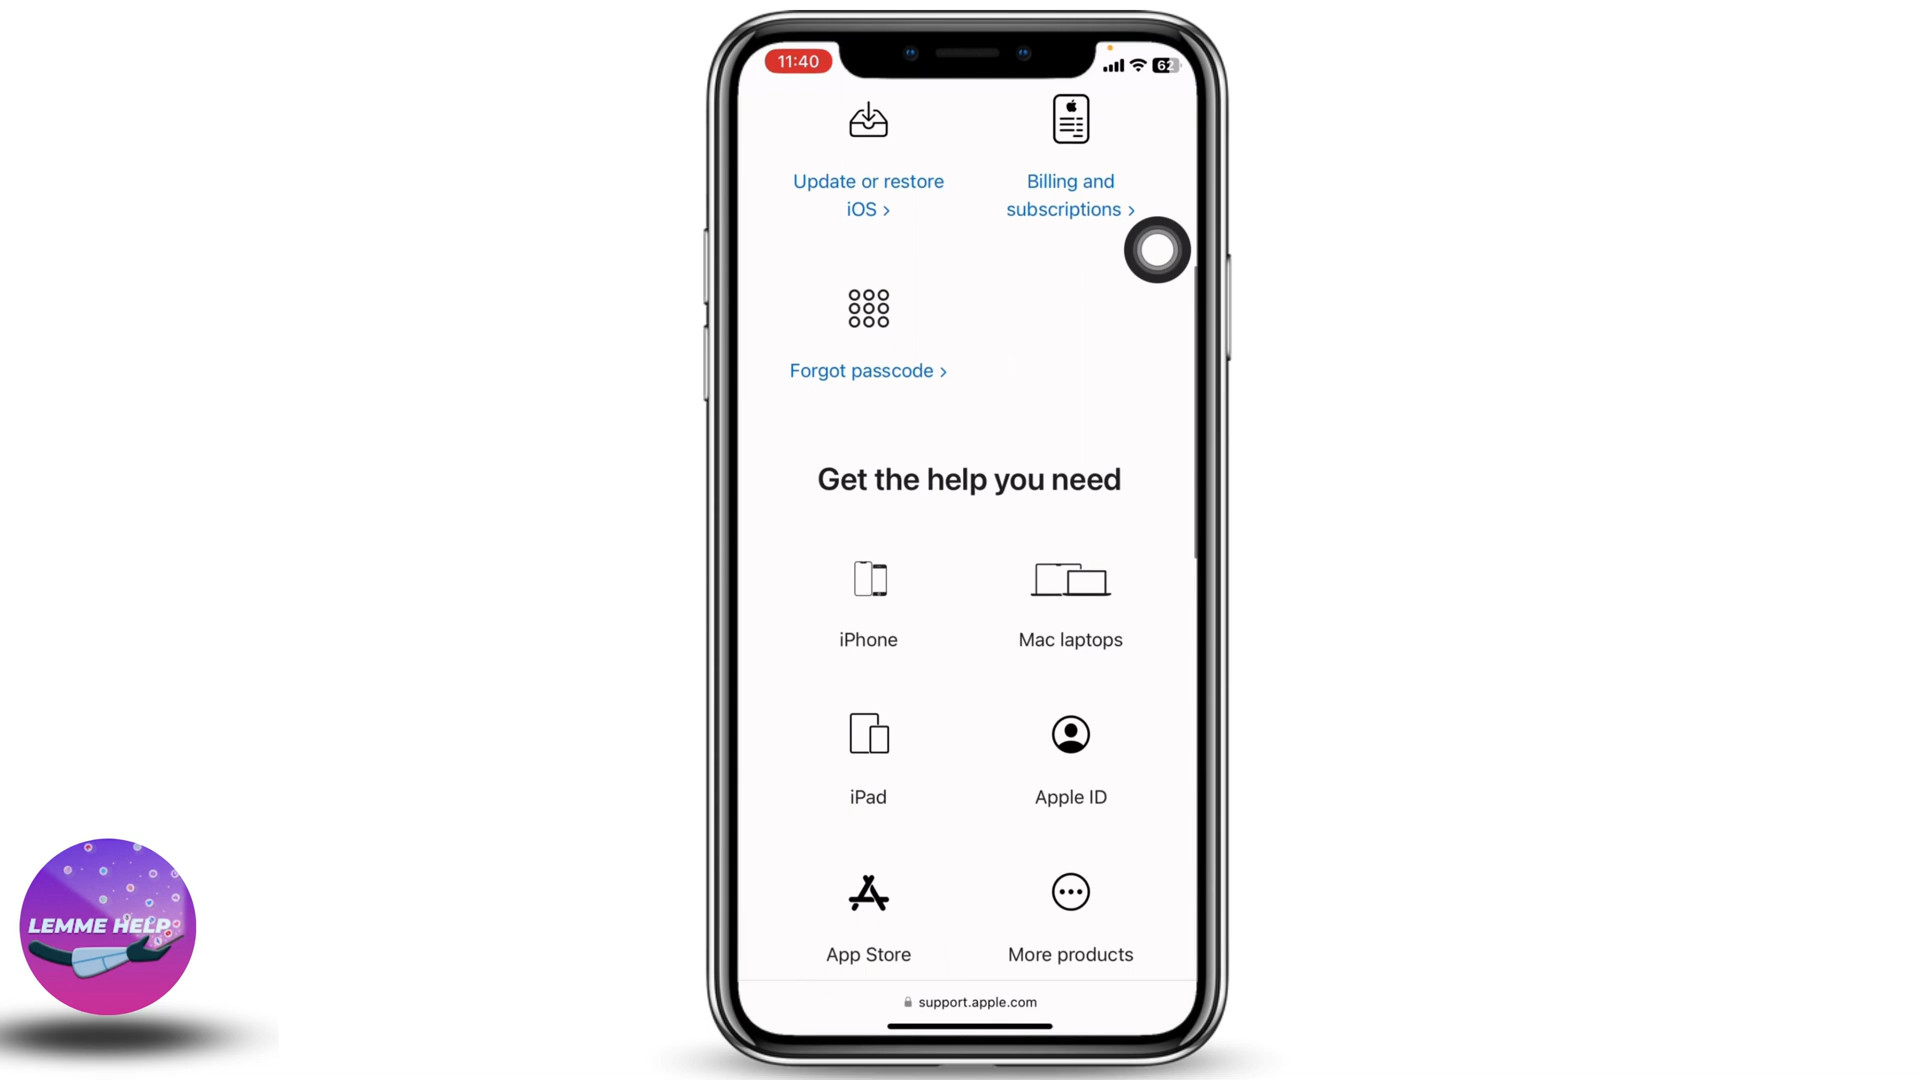 11:40
62
Update or restore
iOS >
Billing and
subscriptions >
Forgot passcode >
Get the help you need
iPhone
Mac laptops
iPad
Apple ID
App Store
More products
support.apple.com
LEMME HELP